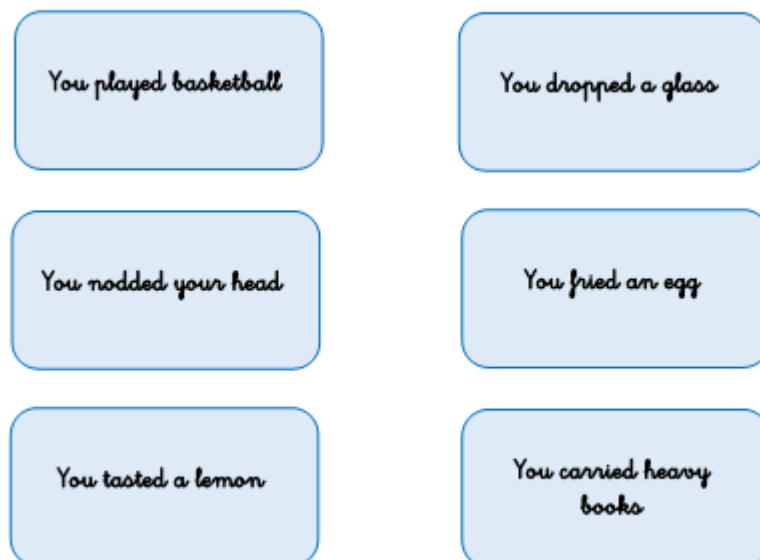 You played basketball
You dropped a glass
You nodded your head
You fried an egg
You tasted a lemon
You carried heavy
books